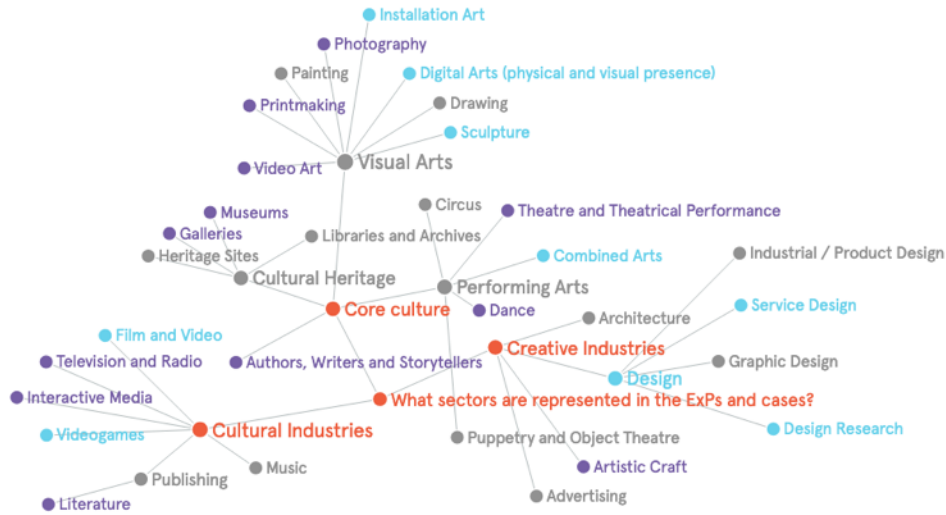 Installation Art
Photography
Painting
Digital Arts (physical and visual presence)
Printmaking
Drawing
Sculpture
Visual Arts
Video Art
Circus
Museums
Theatre and Theatrical Performance
Galleries
Libraries and Archives
Heritage Sites
Combined Arts
Industrial / Product Design
Cultural Heritage
Performing Arts
Core culture
Dance
Service Design
Architecture
Film and Video
Creative Industries
Television and Radio
Authors, Writers and Storytellers
Graphic Design
Design
Interactive Media
What sectors are represented in the ExPs and cases?
Cultural Industries
Videogames
Design Research
Puppetry and Object Theatre
Music
Artistic Craft
Publishing
Advertising
Literature